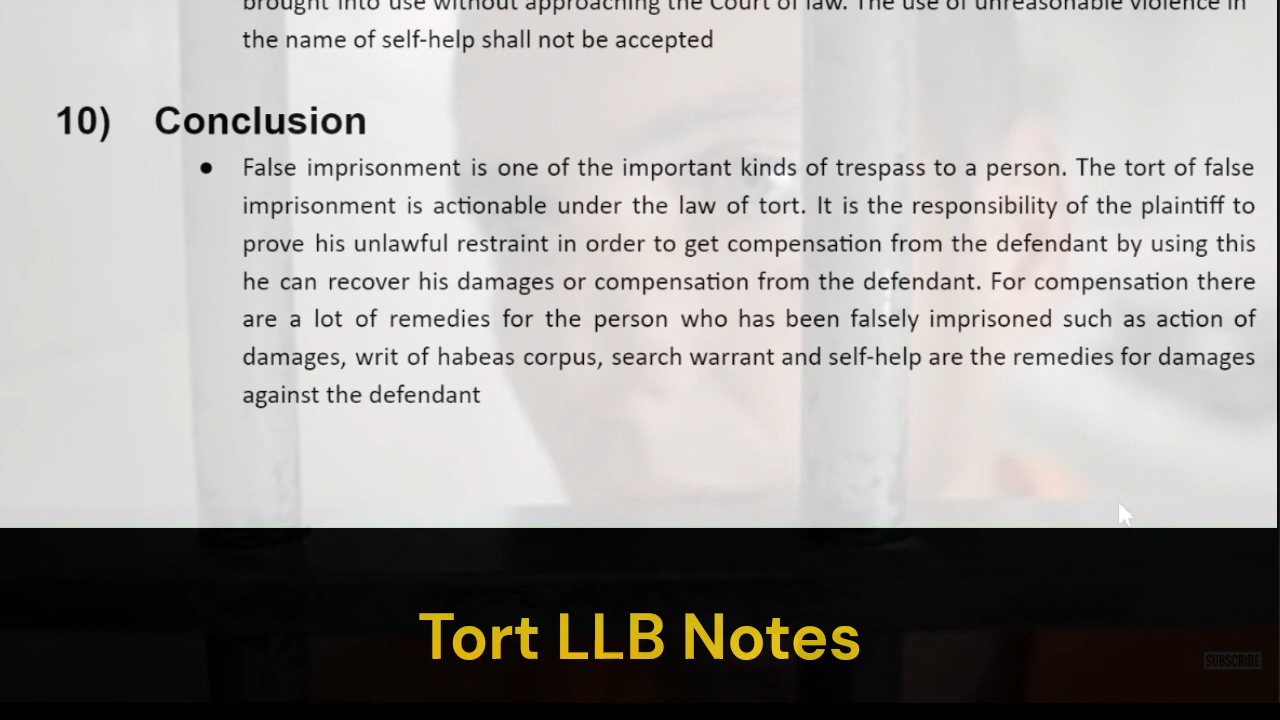 brought into use without approaching the Court of law. The use of unreasonable violence in
the name of self-help shall not be accepted
10) Conclusion
● False imprisonment is one of the important kinds of trespass to a person. The tort of false
imprisonment is actionable under the law of tort. It is the responsibility of the plaintiff to
prove his unlawful restraint in order to get compensation from the defendant by using this
he can recover his damages or compensation from the defendant. For compensation there
are a lot of remedies for the person who has been falsely imprisoned such as action of
damages, writ of habeas corpus, search warrant and self-help are the remedies for damages
against the defendant
Tort LLB Notes
SUBSCRIBE